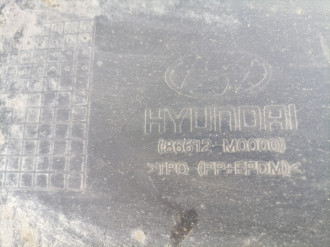 HYUNDAI
(86612 - M0000)
>TPO (PP+EPDM)<